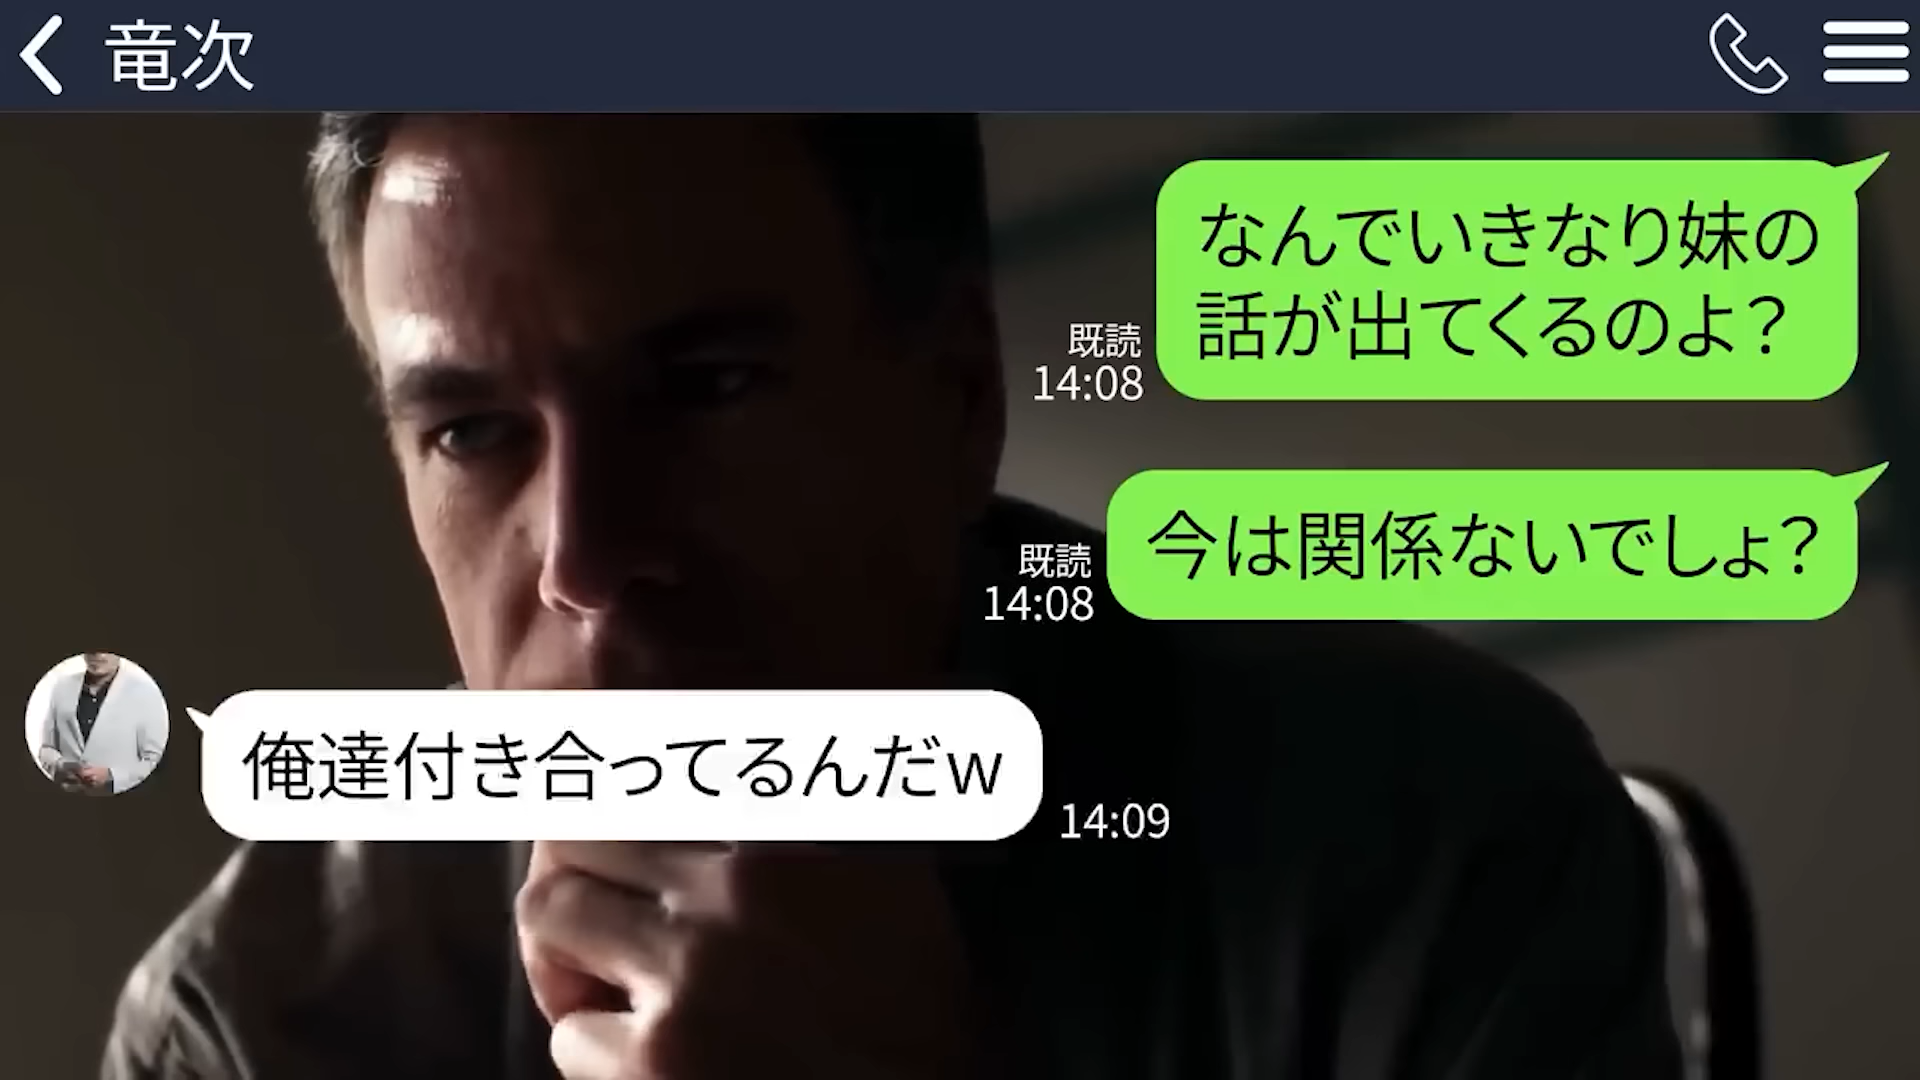 竜次
なんでいきなり妹の
話が出てくるのよ？
既読
14:08
今は関係ないでしょ？
既読
14:08
俺達付き合ってるんだw
14:09